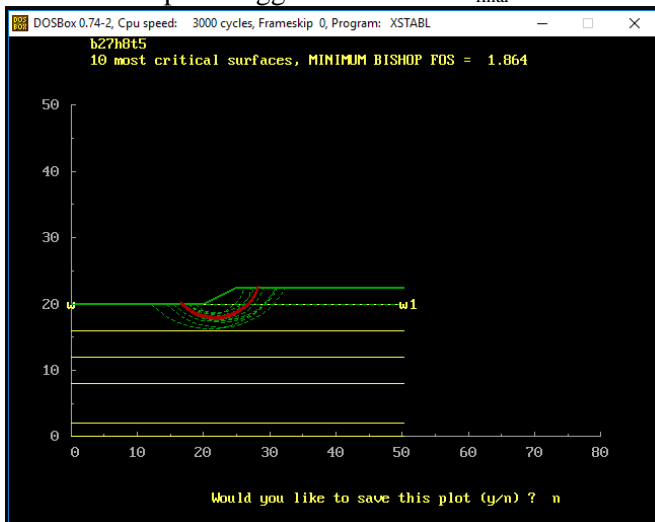 DOSBox 0.74-2, Cpu speed: 3000 cycles, Frameskip 0, Program: XSTABL
b27h8t5
10 most critical surfaces, MINIMUM BISHOP FOS = 1.864
50
40
30
20 w w1
10
0
0 10 20 30 40 50 60 70 80
Would you like to save this plot (y/n) ? n